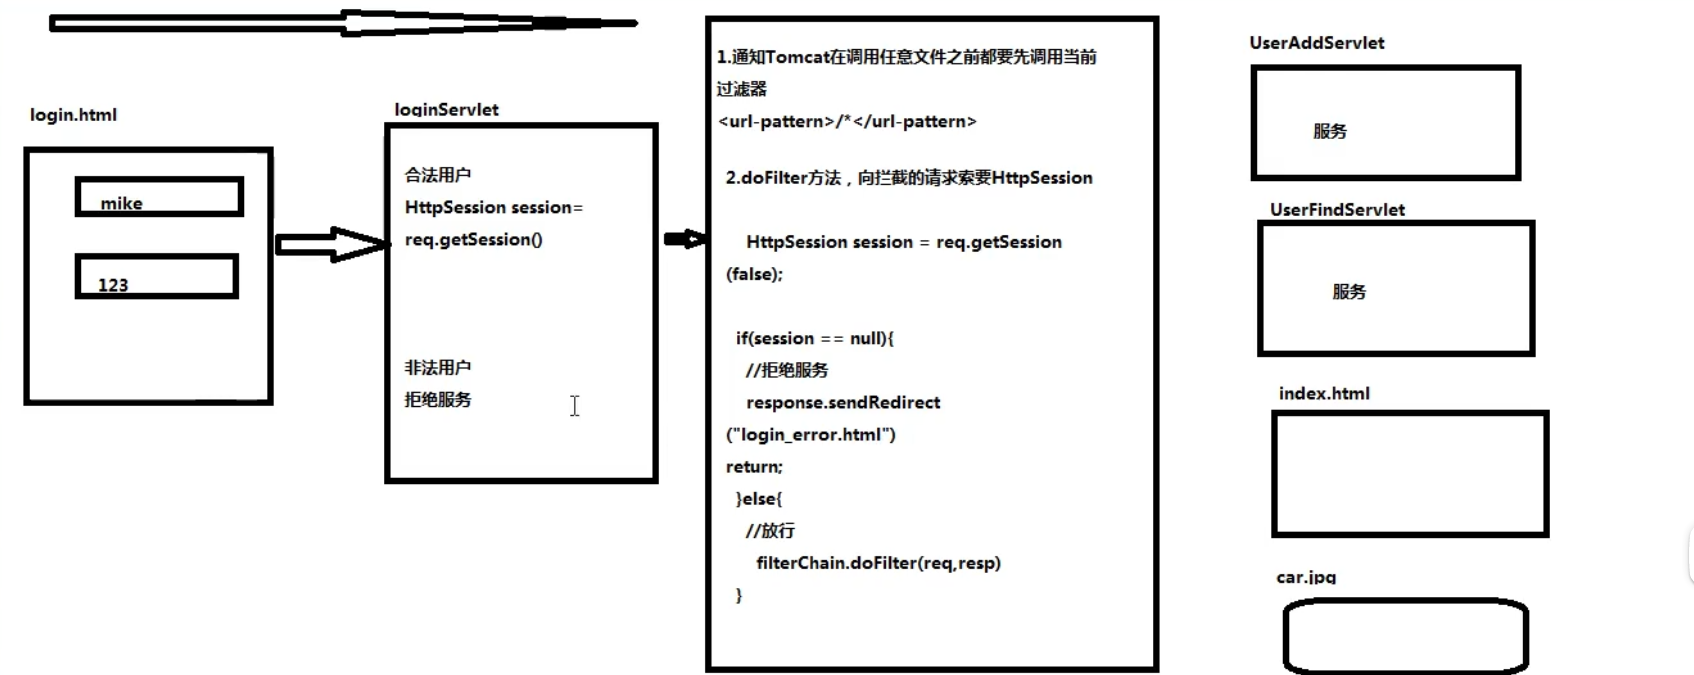 login.html
mike
123
loginServlet
合法用户
HttpSession session=
req.getSession()
非法用户
拒绝服务
1.通知Tomcat在调用任意文件之前都要先调用当前
过滤器
<url-pattern>/*</url-pattern>
2.doFilter方法，向拦截的请求索要HttpSession
HttpSession session = req.getSession
(false);
if(session == null){
//拒绝服务
response.sendRedirect
("login_error.html")
return;
}else{
//放行
filterChain.doFilter(req,resp)
}
UserAddServlet
服务
UserFindServlet
服务
index.html
car.jpg